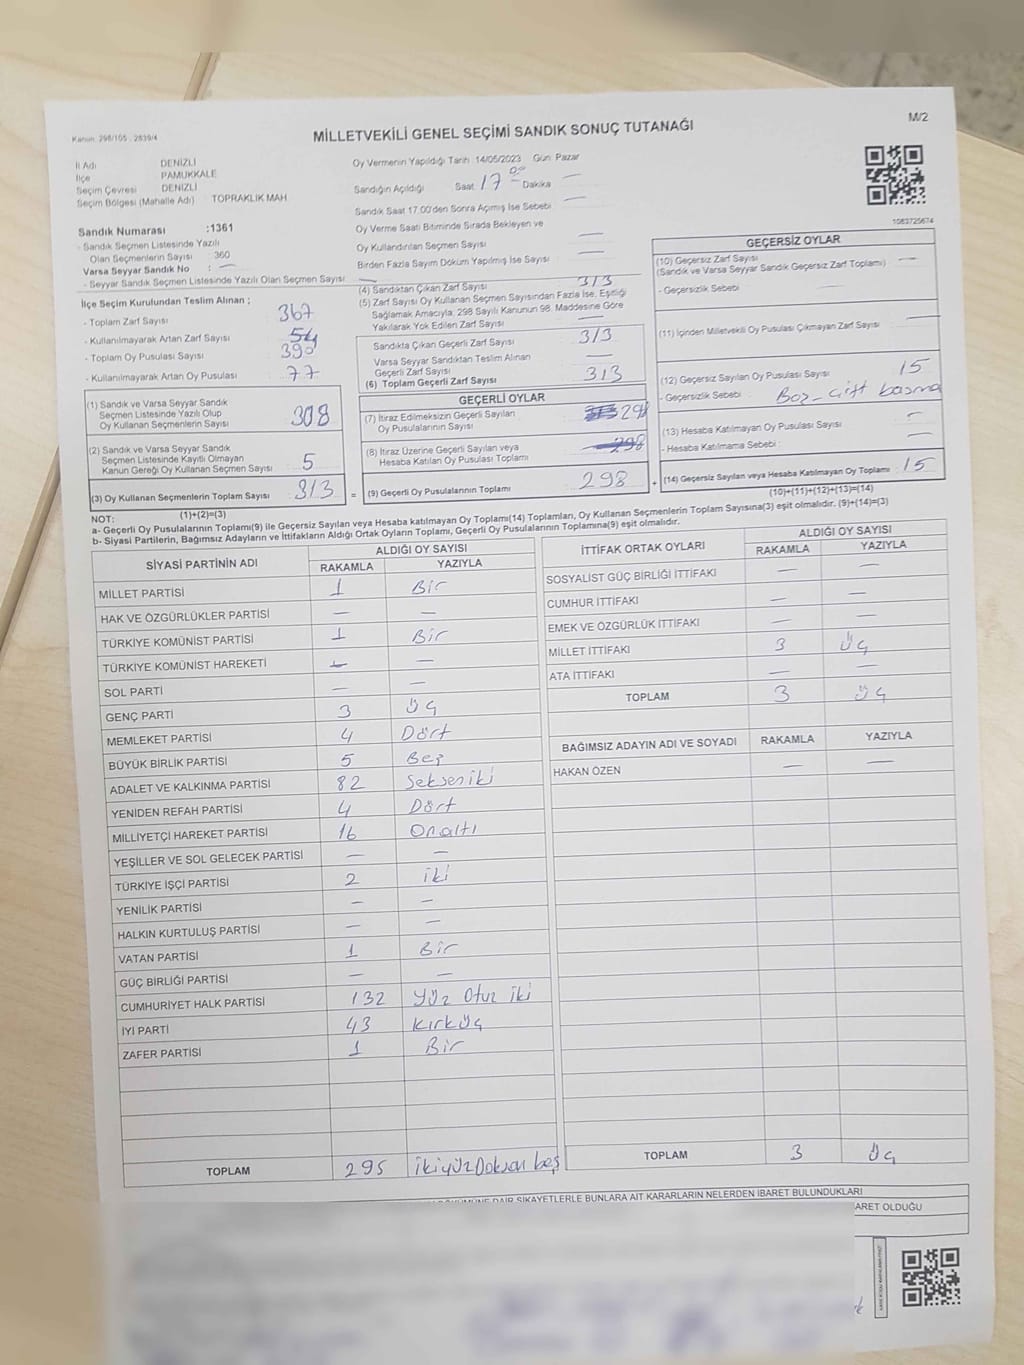 Kanun: 298/105 - 2839/4
MİLLETVEKİLİ GENEL SEÇİMİ SANDIK SONUÇ TUTANAĞI
M/2
İl Adı DENİZLİ
İlçe PAMUKKALE
Seçim Çevresi DENİZLİ
Seçim Bölgesi (Mahalle Adı) TOPRAKLIK MAH
Sandık Numarası :1361
- Sandık Seçmen Listesinde Yazılı
Olan Seçmenlerin Sayısı : 360
Varsa Seyyar Sandık No : —
- Seyyar Sandık Seçmen Listesinde Yazılı Olan Seçmen Sayısı —
Oy Vermenin Yapıldığı Tarih :14/05/2023 Gün: Pazar
Sandığın Açıldığı Saat 17 00 Dakika —
Sandık Saat 17.00'den Sonra Açımış İse Sebebi —
Oy Verme Saati Bitiminde Sırada Bekleyen ve
Oy Kullandırılan Seçmen Sayısı —
Birden Fazla Sayım Döküm Yapılmış İse Sayısı —
1083725674
İlçe Seçim Kurulundan Teslim Alınan ;
- Toplam Zarf Sayısı 367
- Kullanılmayarak Artan Zarf Sayısı 54
- Toplam Oy Pusulası Sayısı 390
- Kullanılmayarak Artan Oy Pusulası 77
(1) Sandık ve Varsa Seyyar Sandık
Seçmen Listesinde Yazılı Olup
Oy Kullanan Seçmenlerin Sayısı 308
(2) Sandık ve Varsa Seyyar Sandık
Seçmen Listesinde Kayıtlı Olmayan
Kanun Gereği Oy Kullanan Seçmen Sayısı 5
(3) Oy Kullanan Seçmenlerin Toplam Sayısı 313 =
(1)+(2)=(3)
(4) Sandıktan Çıkan Zarf Sayısı 313
(5) Zarf Sayısı Oy Kullanan Seçmen Sayısından Fazla İse, Eşitliği
Sağlamak Amacıyla, 298 Sayılı Kanunun 98. Maddesine Göre
Yakılarak Yok Edilen Zarf Sayısı —
Sandıkta Çıkan Geçerli Zarf Sayısı 313
Varsa Seyyar Sandıktan Teslim Alınan
Geçerli Zarf Sayısı —
(6) Toplam Geçerli Zarf Sayısı 313
GEÇERLİ OYLAR
(7) İtiraz Edilmeksizin Geçerli Sayılan
Oy Pusulalarının Sayısı 313 298
(8) İtiraz Üzerine Geçerli Sayılan veya
Hesaba Katılan Oy Pusulası Toplamı 298
(9) Geçerli Oy Pusulalarının Toplamı 298 +
GEÇERSİZ OYLAR
(10) Geçersiz Zarf Sayısı
(Sandık ve Varsa Seyyar Sandık Geçersiz Zarf Toplamı) —
- Geçersizlik Sebebi —
(11) İçinden Milletvekili Oy Pusulası Çıkmayan Zarf Sayısı —
(12) Geçersiz Sayılan Oy Pusulası Sayısı 15
- Geçersizlik Sebebi : Boş - çift basma
(13) Hesaba Katılmayan Oy Pusulası Sayısı —
- Hesaba Katılmama Sebebi : —
(14) Geçersiz Sayılan veya Hesaba Katılmayan Oy Toplamı : 15
(10)+(11)+(12)+(13)=(14)
NOT:
a- Geçerli Oy Pusulalarının Toplamı(9) ile Geçersiz Sayılan veya Hesaba katılmayan Oy Toplamı(14) Toplamları, Oy Kullanan Seçmenlerin Toplam Sayısına(3) eşit olmalıdır. (9)+(14)=(3)
b- Siyasi Partilerin, Bağımsız Adayların ve İttifakların Aldığı Ortak Oyların Toplamı, Geçerli Oy Pusulalarının Toplamına(9) eşit olmalıdır.
SİYASİ PARTİNİN ADI ALDIĞI OY SAYISI
RAKAMLA YAZIYLA
MİLLET PARTİSİ 1 Bir
HAK VE ÖZGÜRLÜKLER PARTİSİ — —
TÜRKİYE KOMÜNİST PARTİSİ 1 Bir
TÜRKİYE KOMÜNİST HAREKETİ — —
SOL PARTİ — —
GENÇ PARTİ 3 Üç
MEMLEKET PARTİSİ 4 Dört
BÜYÜK BİRLİK PARTİSİ 5 Beş
ADALET VE KALKINMA PARTİSİ 82 Sekseniki
YENİDEN REFAH PARTİSİ 4 Dört
MİLLİYETÇİ HAREKET PARTİSİ 16 Onaltı
YEŞİLLER VE SOL GELECEK PARTİSİ — —
TÜRKİYE İŞÇİ PARTİSİ 2 iki
YENİLİK PARTİSİ — —
HALKIN KURTULUŞ PARTİSİ — —
VATAN PARTİSİ 1 Bir
GÜÇ BİRLİĞİ PARTİSİ — —
CUMHURİYET HALK PARTİSİ 132 Yüz Otuz iki
İYİ PARTİ 43 Kırküç
ZAFER PARTİSİ 1 Bir
TOPLAM 295 ikiyüzDoksan beş
İTTİFAK ORTAK OYLARI ALDIĞI OY SAYISI
RAKAMLA YAZIYLA
SOSYALİST GÜÇ BİRLİĞİ İTTİFAKI — —
CUMHUR İTTİFAKI — —
EMEK VE ÖZGÜRLÜK İTTİFAKI — —
MİLLET İTTİFAKI 3 Üç
ATA İTTİFAKI — —
TOPLAM 3 Üç
BAĞIMSIZ ADAYIN ADI VE SOYADI RAKAMLA YAZIYLA
HAKAN ÖZEN — —
TOPLAM 3 Üç
DÖKÜMÜNE DAİR ŞİKAYETLERLE BUNLARA AİT KARARLARIN NELERDEN İBARET BULUNDUKLARI
ARET OLDUĞU